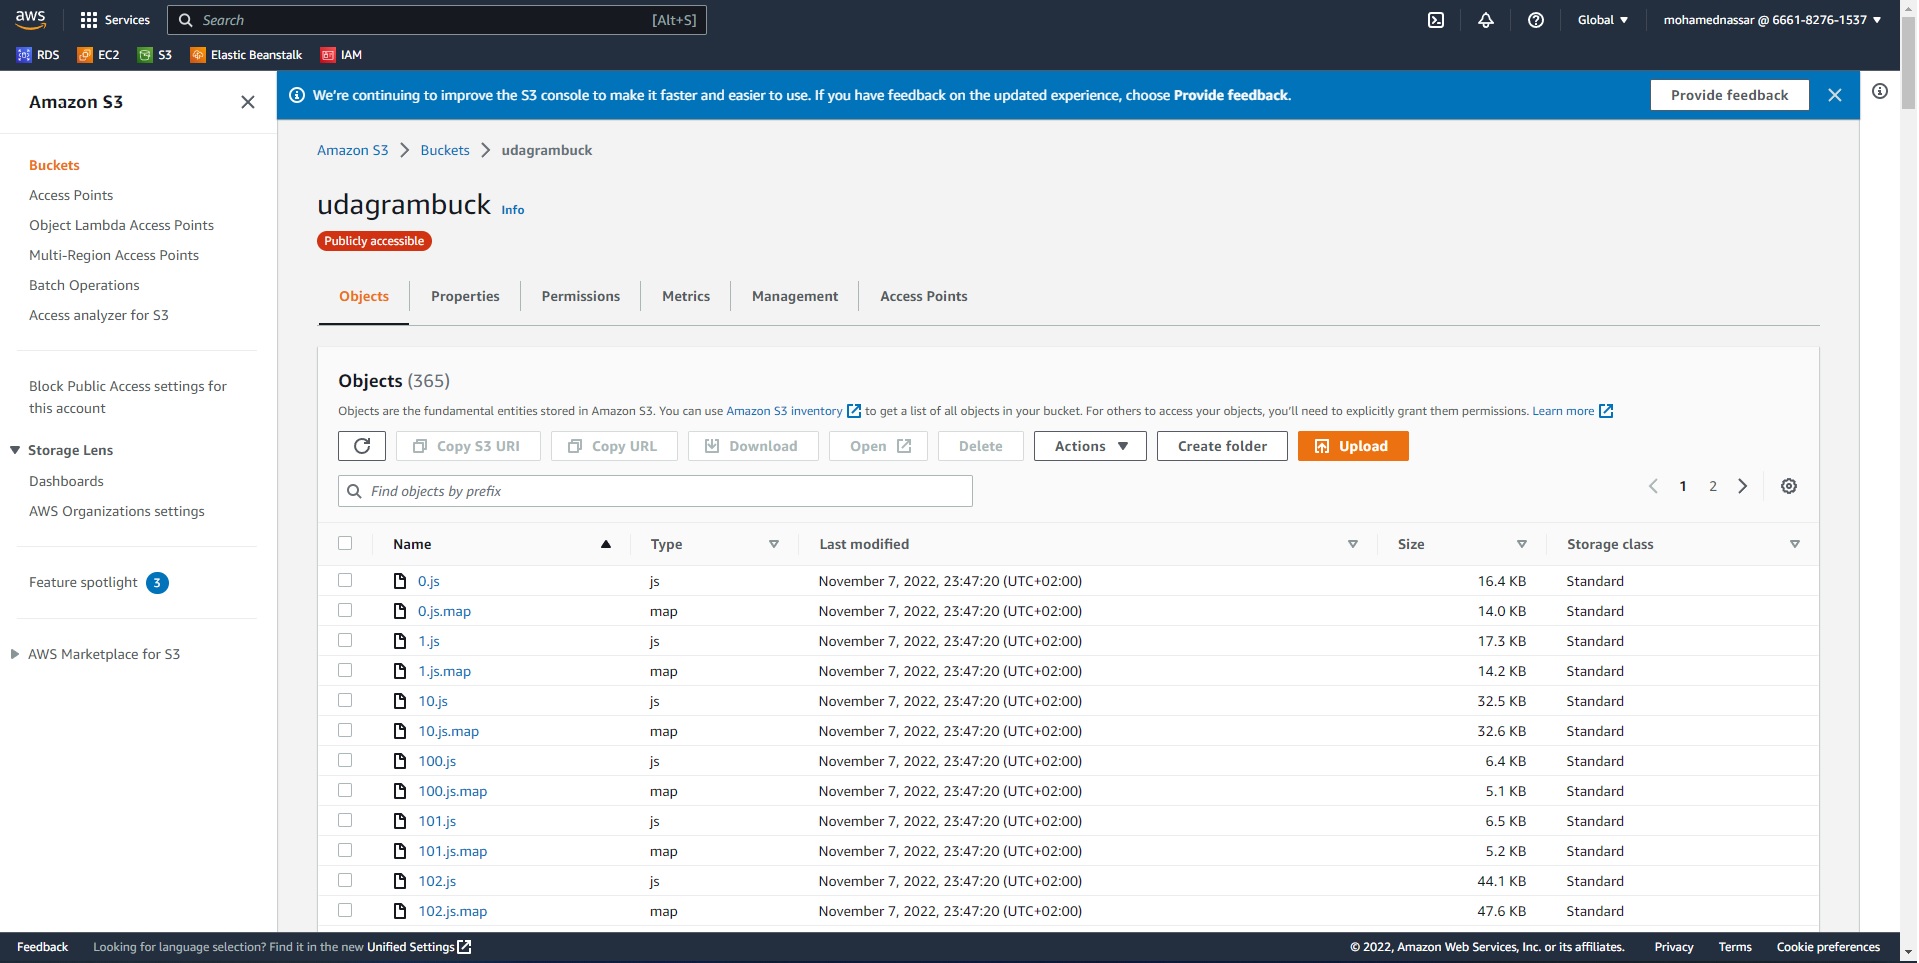 aws
Services
Search [Alt+S]
Global
mohamednassar @ 6661-8276-1537
RDS EC2 S3 Elastic Beanstalk IAM
Amazon S3
We're continuing to improve the S3 console to make it faster and easier to use. If you have feedback on the updated experience, choose Provide feedback.
Provide feedback
Buckets
Access Points
Object Lambda Access Points
Multi-Region Access Points
Batch Operations
Access analyzer for S3
Block Public Access settings for
this account
Storage Lens
Dashboards
AWS Organizations settings
Feature spotlight 3
AWS Marketplace for S3
Amazon S3 Buckets udagrambuck
udagrambuck Info
Publicly accessible
Objects Properties Permissions Metrics Management Access Points
Objects (365)
Objects are the fundamental entities stored in Amazon S3. You can use Amazon S3 inventory to get a list of all objects in your bucket. For others to access your objects, you'll need to explicitly grant them permissions. Learn more
Copy S3 URI Copy URL Download Open Delete Actions Create folder Upload
Find objects by prefix
1 2
Name Type Last modified Size Storage class
0.js js November 7, 2022, 23:47:20 (UTC+02:00) 16.4 KB Standard
0.js.map map November 7, 2022, 23:47:20 (UTC+02:00) 14.0 KB Standard
1.js js November 7, 2022, 23:47:20 (UTC+02:00) 17.3 KB Standard
1.js.map map November 7, 2022, 23:47:20 (UTC+02:00) 14.2 KB Standard
10.js js November 7, 2022, 23:47:20 (UTC+02:00) 32.5 KB Standard
10.js.map map November 7, 2022, 23:47:20 (UTC+02:00) 32.6 KB Standard
100.js js November 7, 2022, 23:47:20 (UTC+02:00) 6.4 KB Standard
100.js.map map November 7, 2022, 23:47:20 (UTC+02:00) 5.1 KB Standard
101.js js November 7, 2022, 23:47:20 (UTC+02:00) 6.5 KB Standard
101.js.map map November 7, 2022, 23:47:20 (UTC+02:00) 5.2 KB Standard
102.js js November 7, 2022, 23:47:20 (UTC+02:00) 44.1 KB Standard
102.js.map map November 7, 2022, 23:47:20 (UTC+02:00) 47.6 KB Standard
Feedback Looking for language selection? Find it in the new Unified Settings © 2022, Amazon Web Services, Inc. or its affiliates. Privacy Terms Cookie preferences